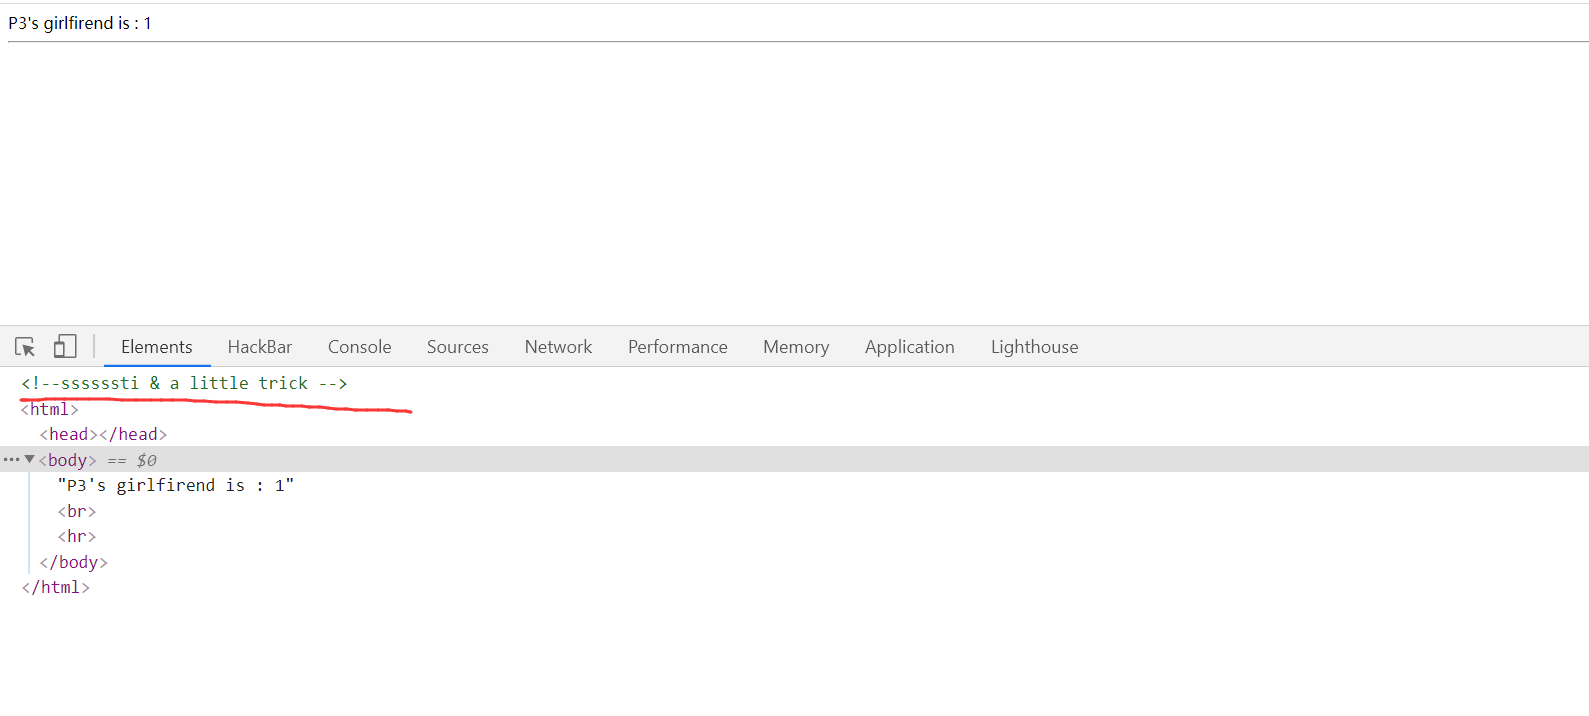 P3's girlfirend is : 1
Elements HackBar Console Sources Network Performance Memory Application Lighthouse
<!--ssssssti & a little trick -->
<html>
<head></head>
<body> == $0
"P3's girlfirend is : 1"
<br>
<hr>
</body>
</html>